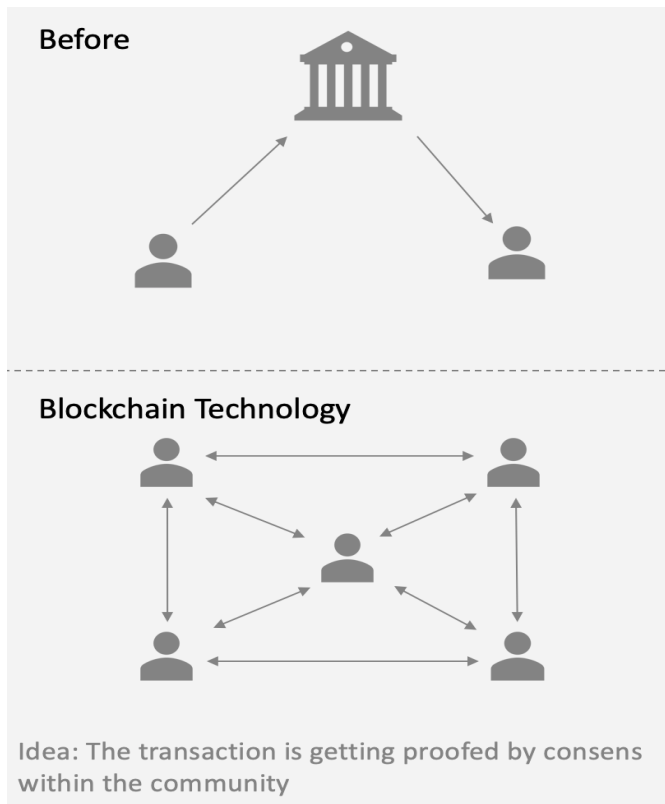 Before
Blockchain Technology
Idea: The transaction is getting proofed by consens
within the community